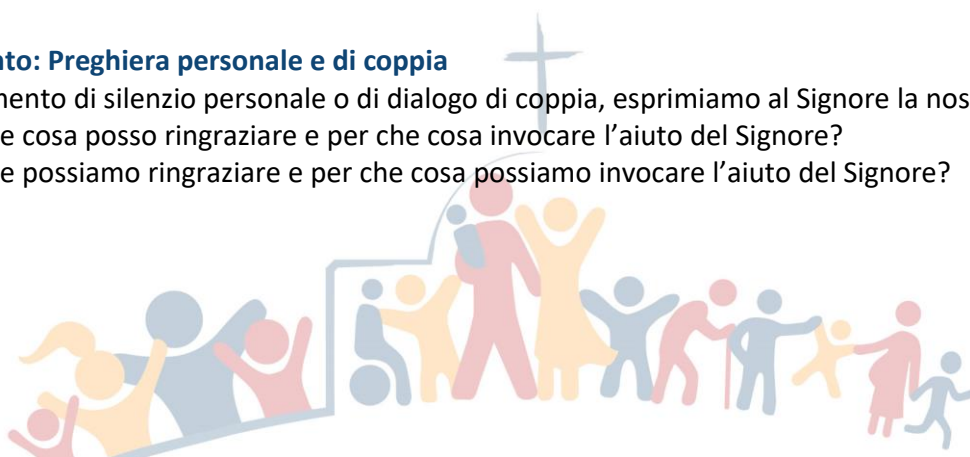 nto: Preghiera personale e di coppia
mento di silenzio personale o di dialogo di coppia, esprimiamo al Signore la nos
e cosa posso ringraziare e per che cosa invocare l’aiuto del Signore?
e possiamo ringraziare e per che cosa possiamo invocare l’aiuto del Signore?